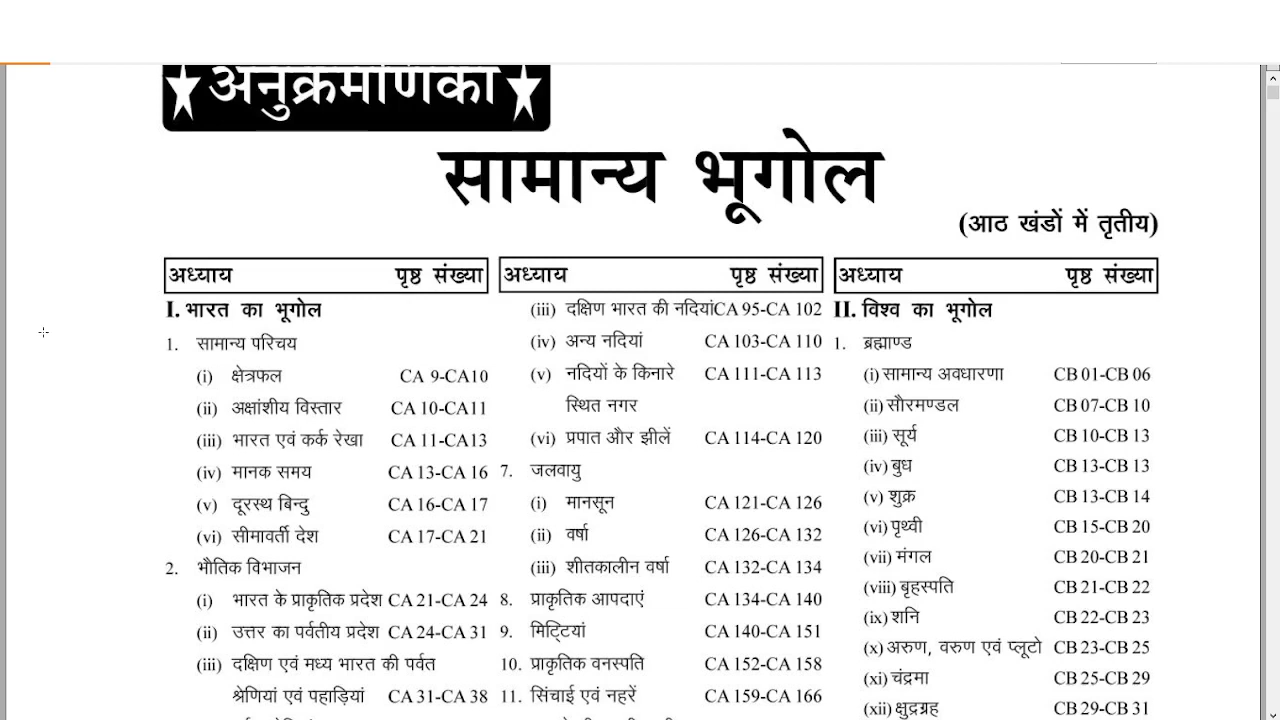 अनुक्रमणिका
सामान्य भूगोल
(आठ खंडों में तृतीय)
अध्याय पृष्ठ संख्या
I. भारत का भूगोल
1. सामान्य परिचय
(i) क्षेत्रफल CA 9-CA10
(ii) अक्षांशीय विस्तार CA 10-CA11
(iii) भारत एवं कर्क रेखा CA 11-CA13
(iv) मानक समय CA 13-CA 16
(v) दूरस्थ बिन्दु CA 16-CA 17
(vi) सीमावर्ती देश CA 17-CA 21
2. भौतिक विभाजन
(i) भारत के प्राकृतिक प्रदेश CA 21-CA 24
(ii) उत्तर का पर्वतीय प्रदेश CA 24-CA 31
(iii) दक्षिण एवं मध्य भारत की पर्वत
श्रेणियां एवं पहाड़ियां CA 31-CA 38
अध्याय पृष्ठ संख्या
(iii) दक्षिण भारत की नदियां CA 95-CA 102
(iv) अन्य नदियां CA 103-CA 110
(v) नदियों के किनारे CA 111-CA 113
स्थित नगर
(vi) प्रपात और झीलें CA 114-CA 120
7. जलवायु
(i) मानसून CA 121-CA 126
(ii) वर्षा CA 126-CA 132
(iii) शीतकालीन वर्षा CA 132-CA 134
8. प्राकृतिक आपदाएं CA 134-CA 140
9. मिट्टियां CA 140-CA 151
10. प्राकृतिक वनस्पति CA 152-CA 158
11. सिंचाई एवं नहरें CA 159-CA 166
अध्याय पृष्ठ संख्या
II. विश्व का भूगोल
1. ब्रह्माण्ड
(i) सामान्य अवधारणा CB 01-CB 06
(ii) सौरमण्डल CB 07-CB 10
(iii) सूर्य CB 10-CB 13
(iv) बुध CB 13-CB 13
(v) शुक्र CB 13-CB 14
(vi) पृथ्वी CB 15-CB 20
(vii) मंगल CB 20-CB 21
(viii) बृहस्पति CB 21-CB 22
(ix) शनि CB 22-CB 23
(x) अरुण, वरुण एवं प्लूटो CB 23-CB 25
(xi) चंद्रमा CB 25-CB 29
(xii) क्षुद्रग्रह CB 29-CB 31